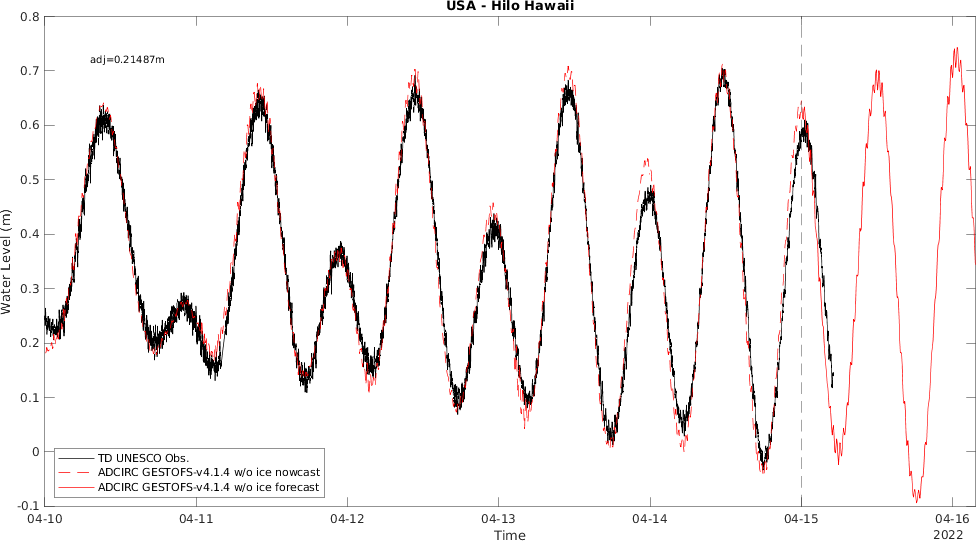 USA - Hilo Hawaii
adj=0.21487m
0.8
0.7
0.6
0.5
0.4
0.3
0.2
0.1
0
-0.1
Water Level (m)
TD UNESCO Obs.
ADCIRC GESTOFS-v4.1.4 w/o ice nowcast
ADCIRC GESTOFS-v4.1.4 w/o ice forecast
04-10 04-11 04-12 04-13 04-14 04-15 04-16
Time
2022